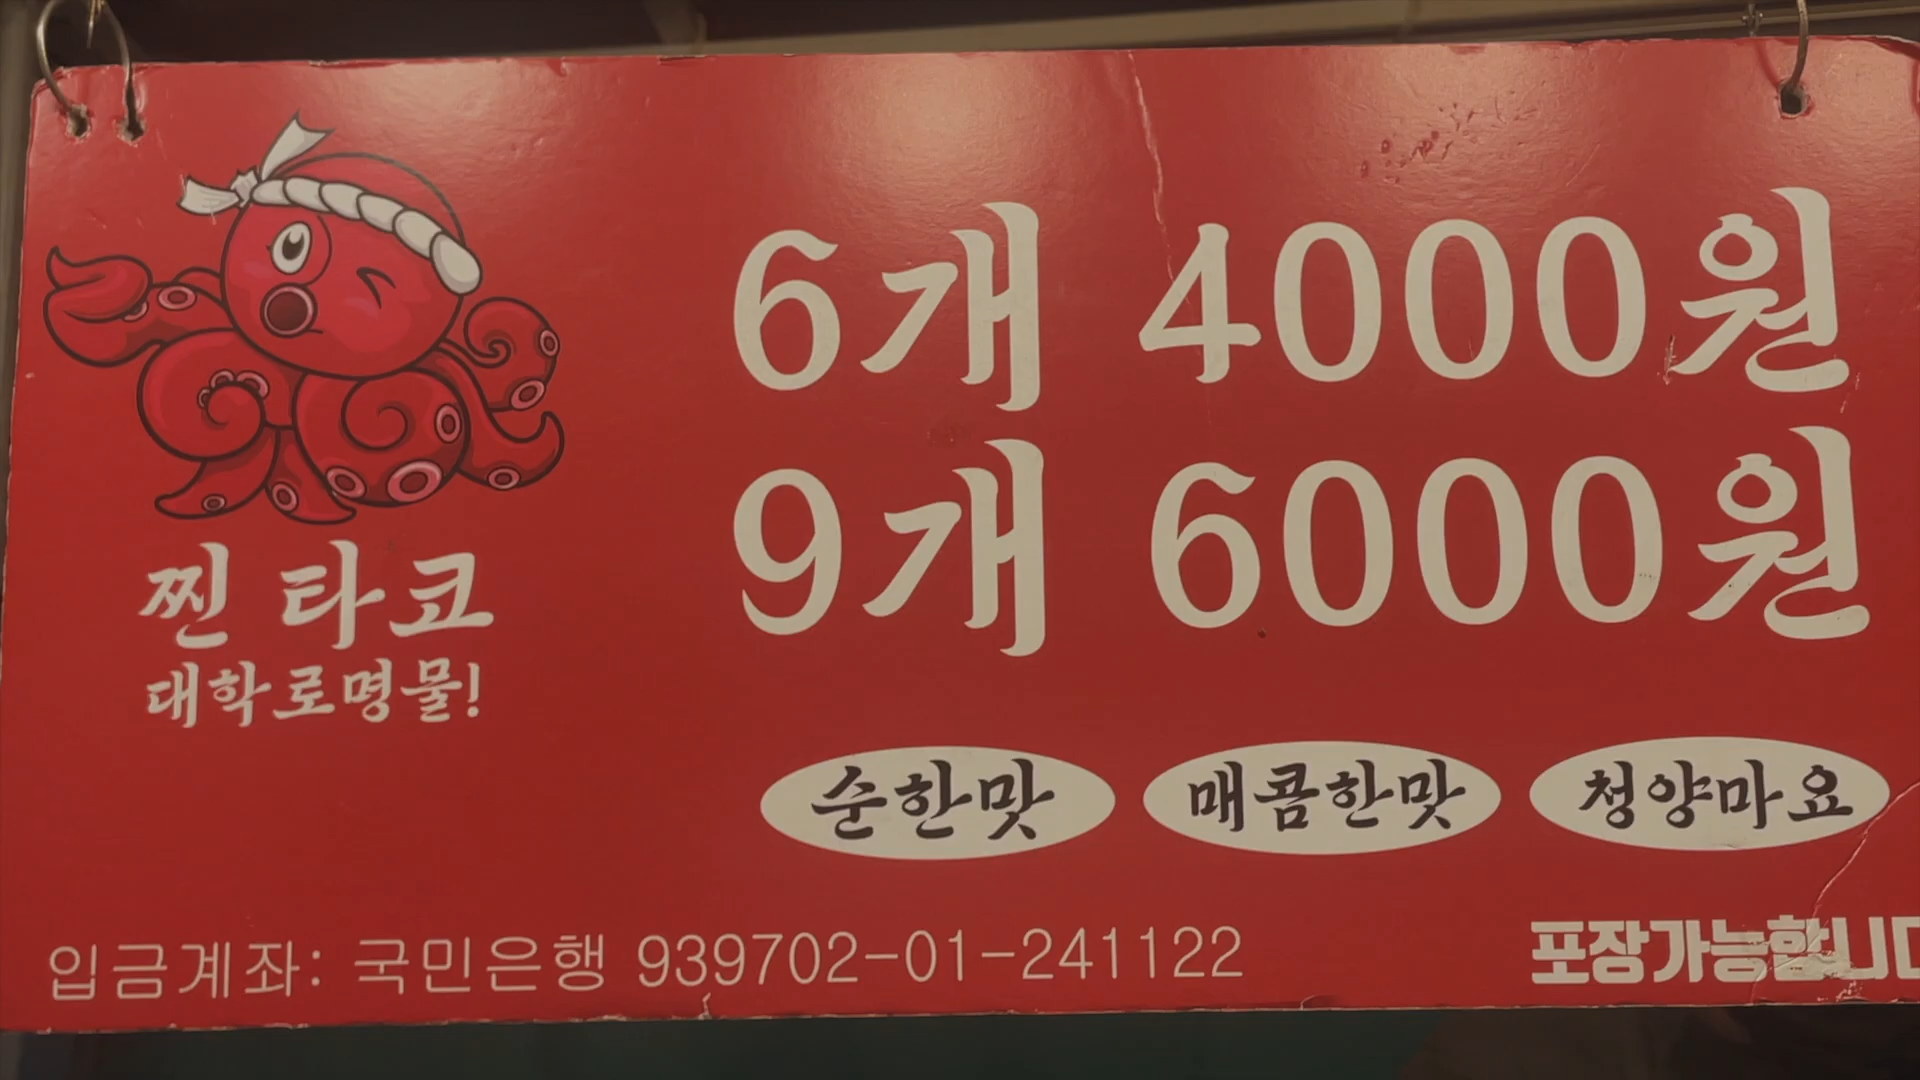 6개 4000원
9개 6000원
찐 타코
대학로명물!
순한맛 매콤한맛 청양마요
입금계좌: 국민은행 939702-01-241122
포장가능합니다